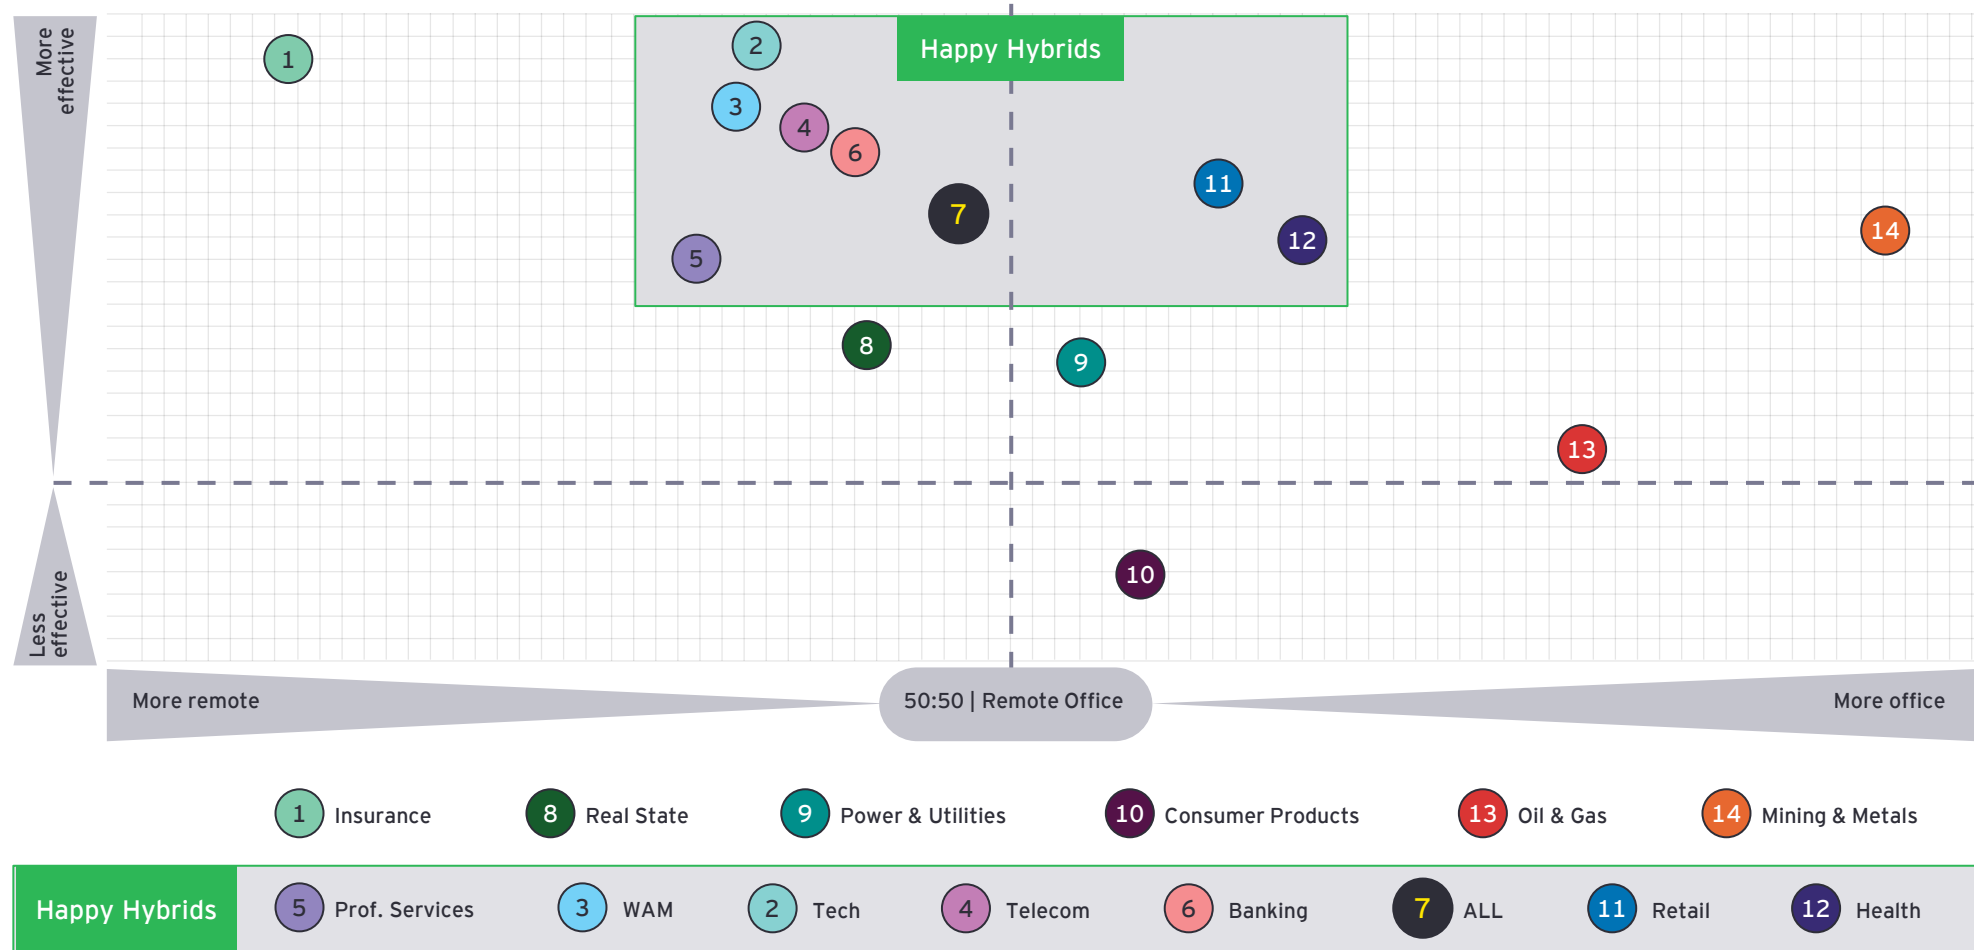 More
effective
1
2
Happy Hybrids
3
4
6
11
7
12
14
5
8
9
13
10
Less
effective
More remote
50:50 | Remote Office
More office
1 Insurance
8 Real State
9 Power & Utilities
10 Consumer Products
13 Oil & Gas
14 Mining & Metals
Happy Hybrids
5 Prof. Services
3 WAM
2 Tech
4 Telecom
6 Banking
7 ALL
11 Retail
12 Health